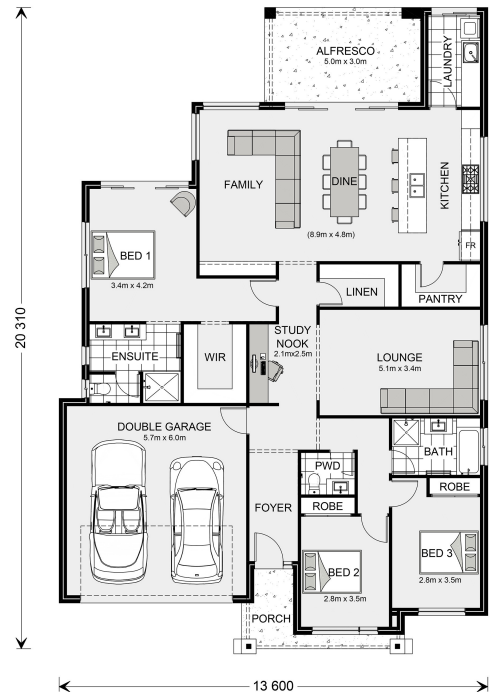 ALFRESCO
5.0m x 3.0m
LAUNDRY
FAMILY
DINE
KITCHEN
(8.9m x 4.8m)
FR
BED 1
3.4m x 4.2m
LINEN
PANTRY
20 310
ENSUITE
WIR
STUDY
NOOK
2.1mx2.5m
LOUNGE
5.1m x 3.4m
DOUBLE GARAGE
5.7m x 6.0m
BATH
PWD
ROBE
ROBE
FOYER
BED 2
2.8m x 3.5m
BED 3
2.8m x 3.5m
PORCH
13 600